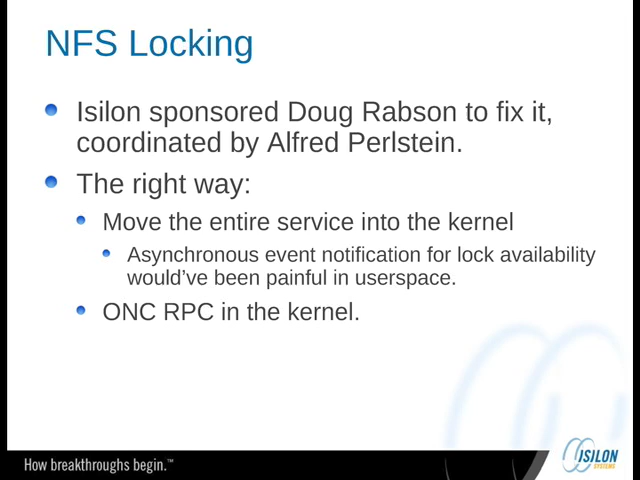 NFS Locking
Isilon sponsored Doug Rabson to fix it,
coordinated by Alfred Perlstein.
The right way:
Move the entire service into the kernel
Asynchronous event notification for lock availability
would've been painful in userspace.
ONC RPC in the kernel.
How breakthroughs begin.™
ISILON
SYSTEMS